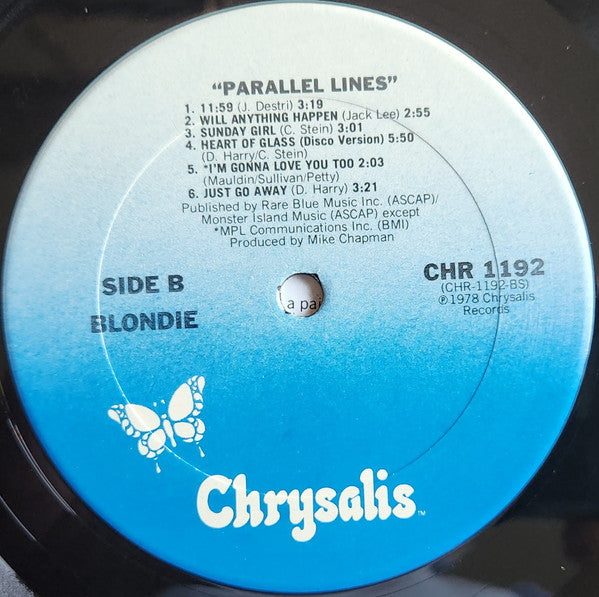 "PARALLEL LINES"
1. 11:59 (J. Destri) 3:19
2. WILL ANYTHING HAPPEN (Jack Lee) 2:55
3. SUNDAY GIRL (C. Stein) 3:01
4. HEART OF GLASS (Disco Version) 5:50
(D. Harry/C. Stein)
5. *I'M GONNA LOVE YOU TOO 2:03
(Mauldin/Sullivan/Petty)
6. JUST GO AWAY (D. Harry) 3:21
Published by Rare Blue Music Inc. (ASCAP)/
Monster Island Music (ASCAP) except
*MPL Communications Inc. (BMI)
Produced by Mike Chapman
SIDE B
BLONDIE
CHR 1192
(CHR-1192-BS)
℗1978 Chrysalis
Records
a pai
Chrysalis™